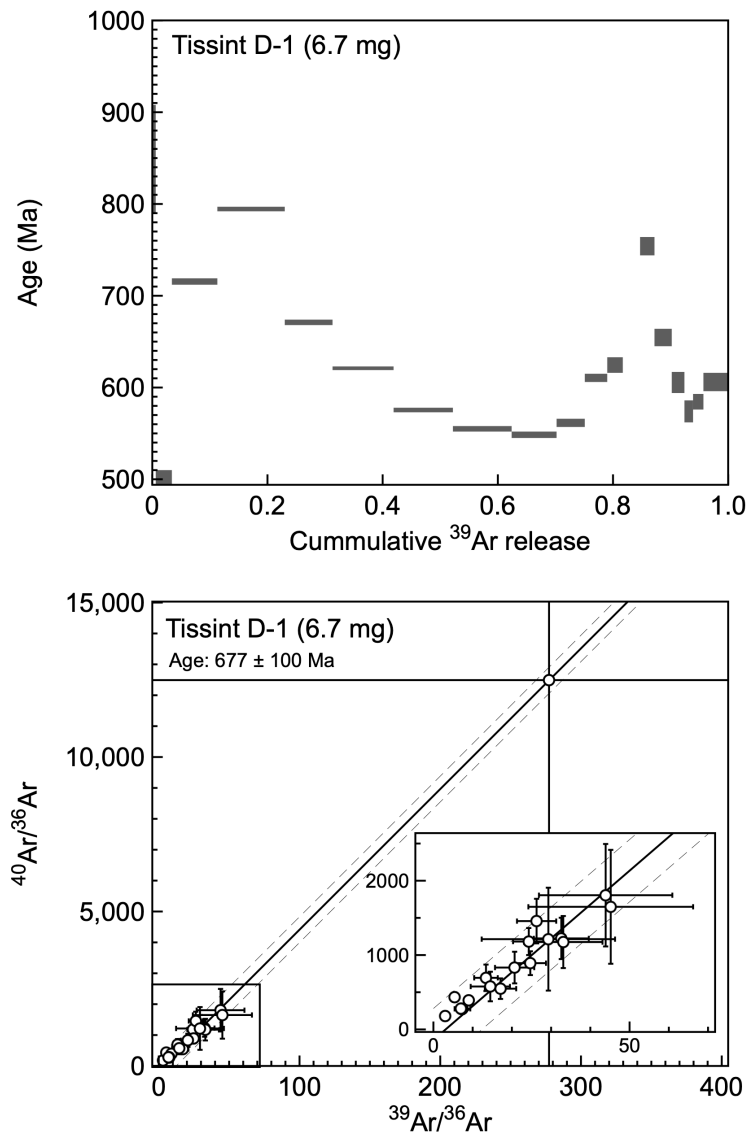 1000
Tissint D-1 (6.7 mg)
900
800
Age (Ma)
700
600
500
0 0.2 0.4 0.6 0.8 1.0
Cummulative ³⁹Ar release
15,000
Tissint D-1 (6.7 mg)
Age: 677 ± 100 Ma
10,000
⁴⁰Ar/³⁶Ar
5,000
2000
1000
0
0 50
0
0 100 200 300 400
³⁹Ar/³⁶Ar